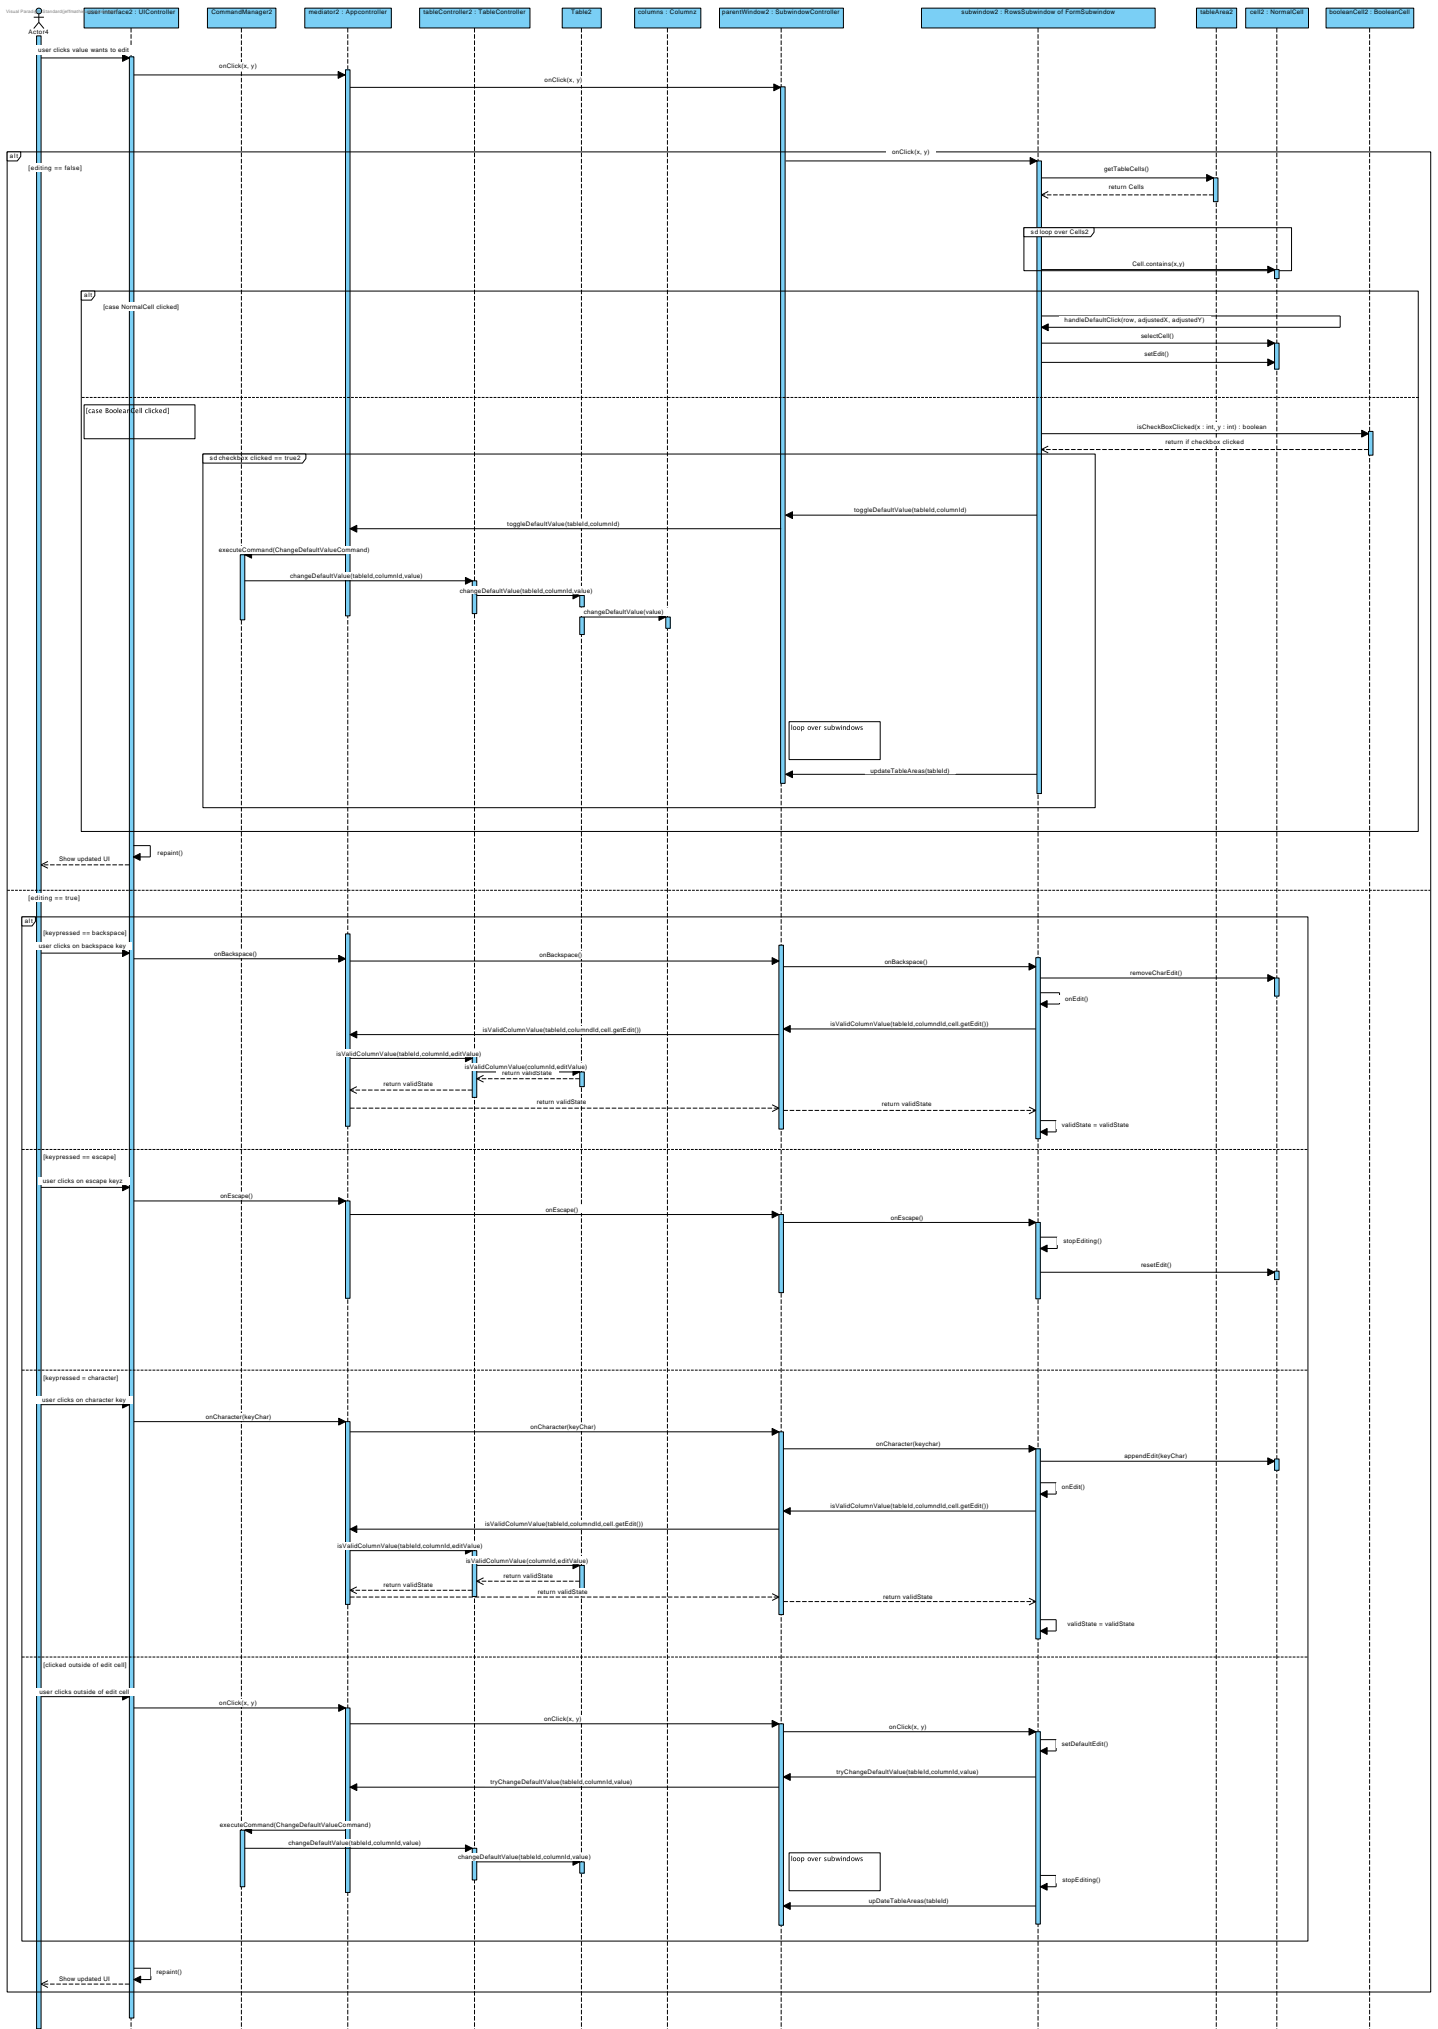 Actor4
user interface2 : UIController
CommandManager2
mediator2 : Appcontroller
tableController2 : TableController
Table2
columns : Columnz
parentWindow2 : SubwindowController
subwindow2 : RowsSubwindow of FormSubwindow
tableArea2
cell2 : NormalCell
booleanCell2 : BooleanCell
user clicks value wants to edit
onClick(x, y)
onClick(x, y)
alt
onClick(x, y)
[editing == false]
getTableCells()
return Cells
sd loop over Cells2
Cell.contains(x,y)
alt
[case NormalCell clicked]
handleDefaultClick(row, adjustedX, adjustedY)
selectCell()
setEdit()
[case BooleanCell clicked]
isCheckBoxClicked(x : int, y : int) : boolean
return if checkbox clicked
sd checkbox clicked == true2
toggleDefaultValue(tableId,columnId)
toggleDefaultValue(tableId,columnId)
executeCommand(ChangeDefaultValueCommand)
changeDefaultValue(tableId,columnId,value)
changeDefaultValue(tableId,columnId,value)
changeDefaultValue(value)
loop over subwindows
updateTableAreas(tableId)
repaint()
Show updated UI
[editing == true]
alt
[keypressed == backspace]
user clicks on backspace key
onBackspace()
onBackspace()
onBackspace()
removeCharEdit()
onEdit()
isValidColumnValue(tableId,columndId,cell.getEdit())
isValidColumnValue(tableId,columndId,cell.getEdit())
isValidColumnValue(tableId,columnId,editValue)
isValidColumnValue(columnId,editValue)
return validState
return validState
return validState
return validState
validState = validState
[keypressed == escape]
user clicks on escape keyz
onEscape()
onEscape()
onEscape()
stopEditing()
resetEdit()
[keypressed = character]
user clicks on character key
onCharacter(keyChar)
onCharacter(keyChar)
onCharacter(keychar)
appendEdit(keyChar)
onEdit()
isValidColumnValue(tableId,columndId,cell.getEdit())
isValidColumnValue(tableId,columndId,cell.getEdit())
isValidColumnValue(tableId,columnId,editValue)
isValidColumnValue(columnId,editValue)
return validState
return validState
return validState
return validState
validState = validState
[clicked outside of edit cell]
user clicks outside of edit cell
onClick(x, y)
onClick(x, y)
onClick(x, y)
setDefaultEdit()
tryChangeDefaultValue(tableId,columnId,value)
tryChangeDefaultValue(tableId,columnId,value)
executeCommand(ChangeDefaultValueCommand)
changeDefaultValue(tableId,columnId,value)
changeDefaultValue(tableId,columnId,value)
loop over subwindows
stopEditing()
upDateTableAreas(tableId)
repaint()
Show updated UI